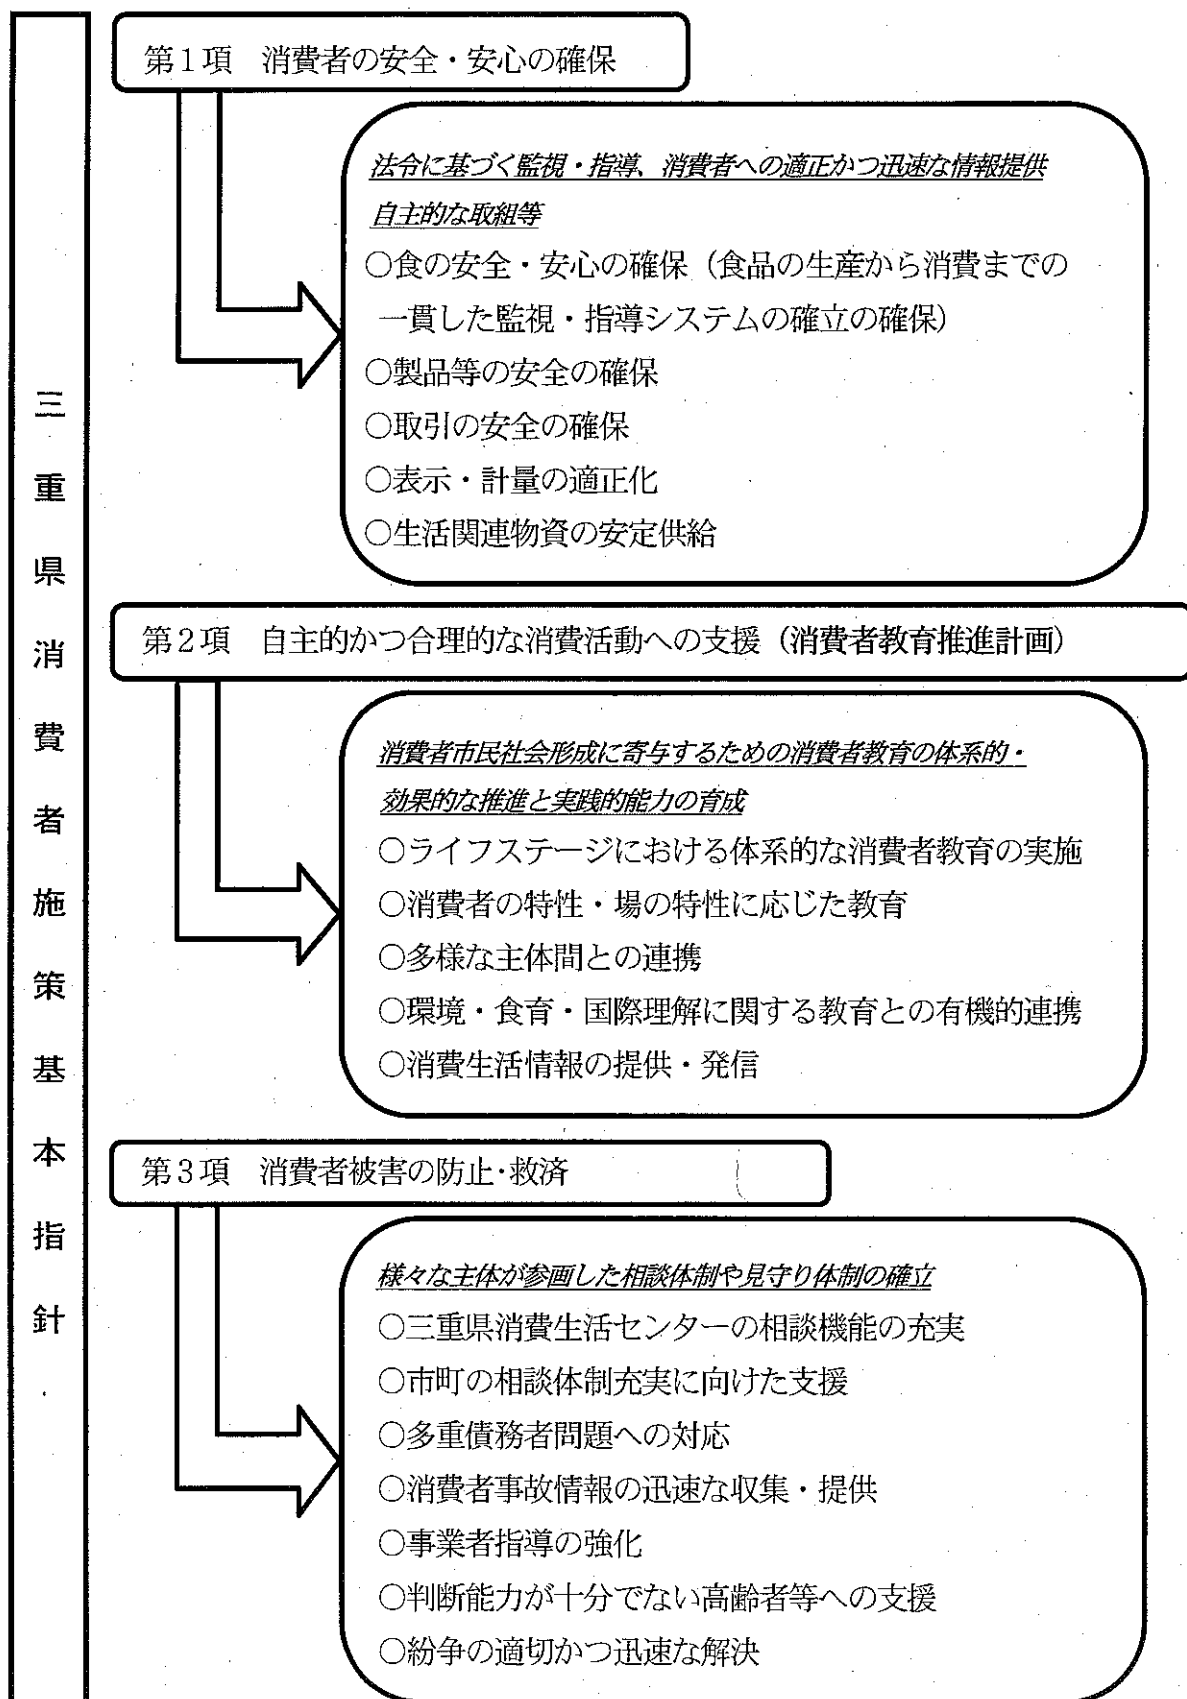 三重県消費者施策基本指針
第1項　消費者の安全・安心の確保
法令に基づく監視・指導、消費者への適正かつ迅速な情報提供
自主的な取組等
○食の安全・安心の確保（食品の生産から消費までの
一貫した監視・指導システムの確立の確保）
○製品等の安全の確保
○取引の安全の確保
○表示・計量の適正化
○生活関連物資の安定供給
第2項　自主的かつ合理的な消費活動への支援（消費者教育推進計画）
消費者市民社会形成に寄与するための消費者教育の体系的・
効果的な推進と実践的能力の育成
○ライフステージにおける体系的な消費者教育の実施
○消費者の特性・場の特性に応じた教育
○多様な主体間との連携
○環境・食育・国際理解に関する教育との有機的連携
○消費生活情報の提供・発信
第3項　消費者被害の防止・救済
様々な主体が参画した相談体制や見守り体制の確立
○三重県消費生活センターの相談機能の充実
○市町の相談体制充実に向けた支援
○多重債務者問題への対応
○消費者事故情報の迅速な収集・提供
○事業者指導の強化
○判断能力が十分でない高齢者等への支援
○紛争の適切かつ迅速な解決